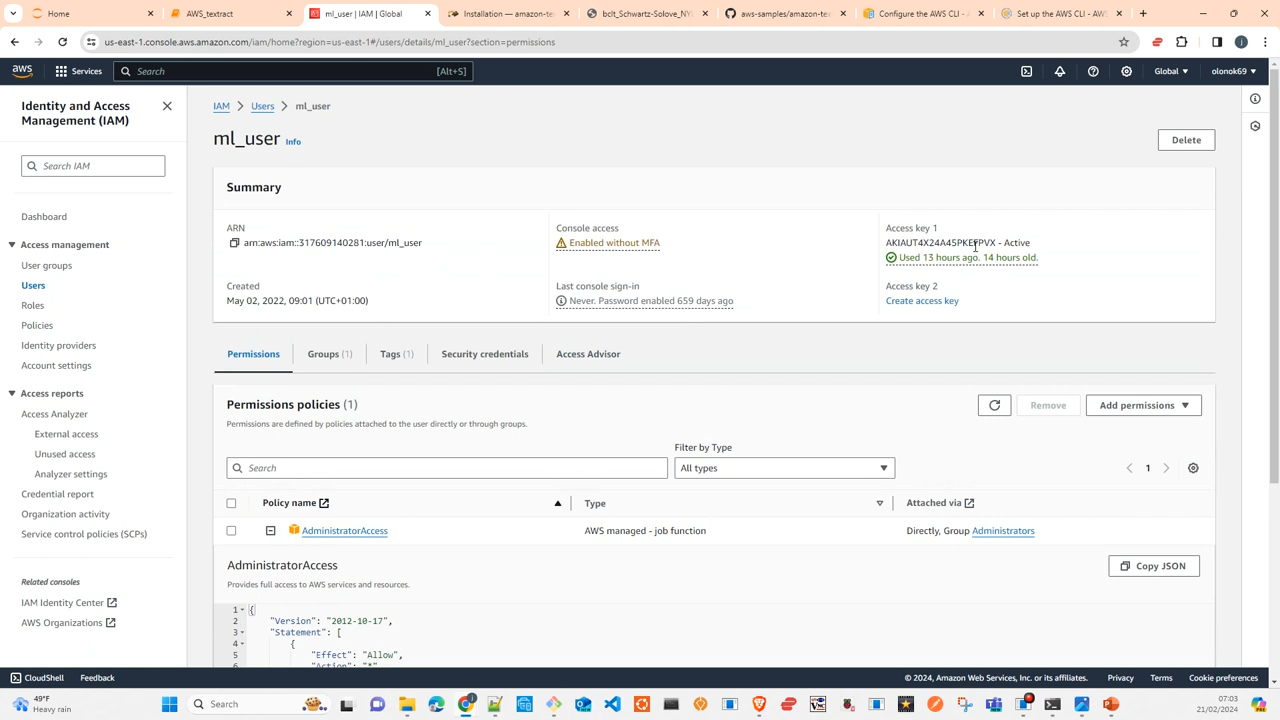 Home
AWS_textract
ml_user | IAM | Global
Installation — amazon-te
bclt_Schwartz-Solove_NYU
aws-samples/amazon-tex
Configure the AWS CLI - A
Set up the AWS CLI - AWS
us-east-1.console.aws.amazon.com/iam/home?region=us-east-1#/users/details/ml_user?section=permissions
aws Services Search [Alt+S] Global olonok69
Identity and Access
Management (IAM)
Search IAM
Dashboard
Access management
User groups
Users
Roles
Policies
Identity providers
Account settings
Access reports
Access Analyzer
External access
Unused access
Analyzer settings
Credential report
Organization activity
Service control policies (SCPs)
Related consoles
IAM Identity Center
AWS Organizations
IAM Users ml_user
ml_user Info
Delete
Summary
ARN
arn:aws:iam::317609140281:user/ml_user
Console access
Enabled without MFA
Access key 1
- Active
Used 13 hours ago. 14 hours old.
Created
May 02, 2022, 09:01 (UTC+01:00)
Last console sign-in
Never. Password enabled 659 days ago
Access key 2
Create access key
Permissions Groups (1) Tags (1) Security credentials Access Advisor
Permissions policies (1)
Remove Add permissions
Permissions are defined by policies attached to the user directly or through groups.
Filter by Type
Search All types 1
Policy name Type Attached via
AdministratorAccess AWS managed - job function Directly, Group Administrators
AdministratorAccess
Copy JSON
Provides full access to AWS services and resources.
1 {
2 "Version": "2012-10-17",
3 "Statement": [
4 {
5 "Effect": "Allow",
6 "Action": "*"
CloudShell Feedback © 2024, Amazon Web Services, Inc. or its affiliates. Privacy Terms Cookie preferences
49°F
Heavy rain
Search
07:03
21/02/2024